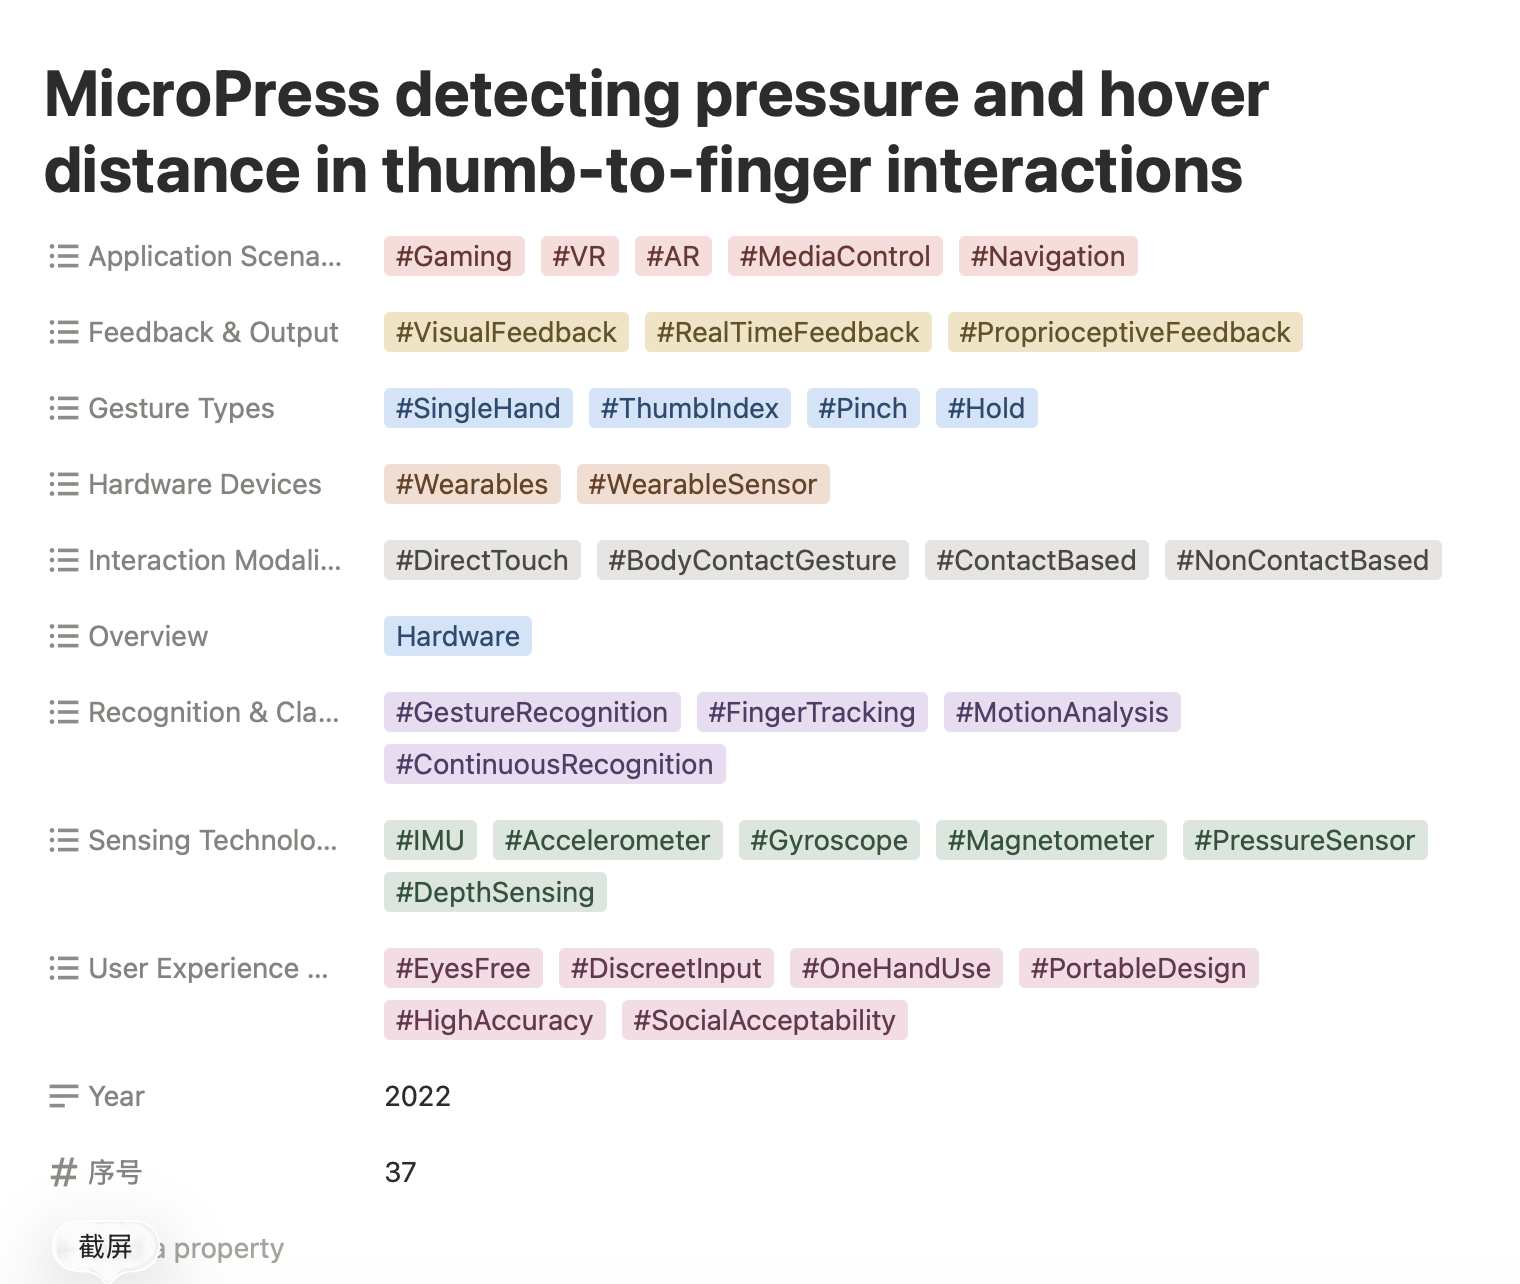 MicroPress detecting pressure and hover
distance in thumb-to-finger interactions
Application Scena... #Gaming #VR #AR #MediaControl #Navigation
Feedback & Output #VisualFeedback #RealTimeFeedback #ProprioceptiveFeedback
Gesture Types #SingleHand #ThumbIndex #Pinch #Hold
Hardware Devices #Wearables #WearableSensor
Interaction Modali... #DirectTouch #BodyContactGesture #ContactBased #NonContactBased
Overview Hardware
Recognition & Cla... #GestureRecognition #FingerTracking #MotionAnalysis
#ContinuousRecognition
Sensing Technolo... #IMU #Accelerometer #Gyroscope #Magnetometer #PressureSensor
#DepthSensing
User Experience ... #EyesFree #DiscreetInput #OneHandUse #PortableDesign
#HighAccuracy #SocialAcceptability
Year 2022
序号 37
截屏 a property